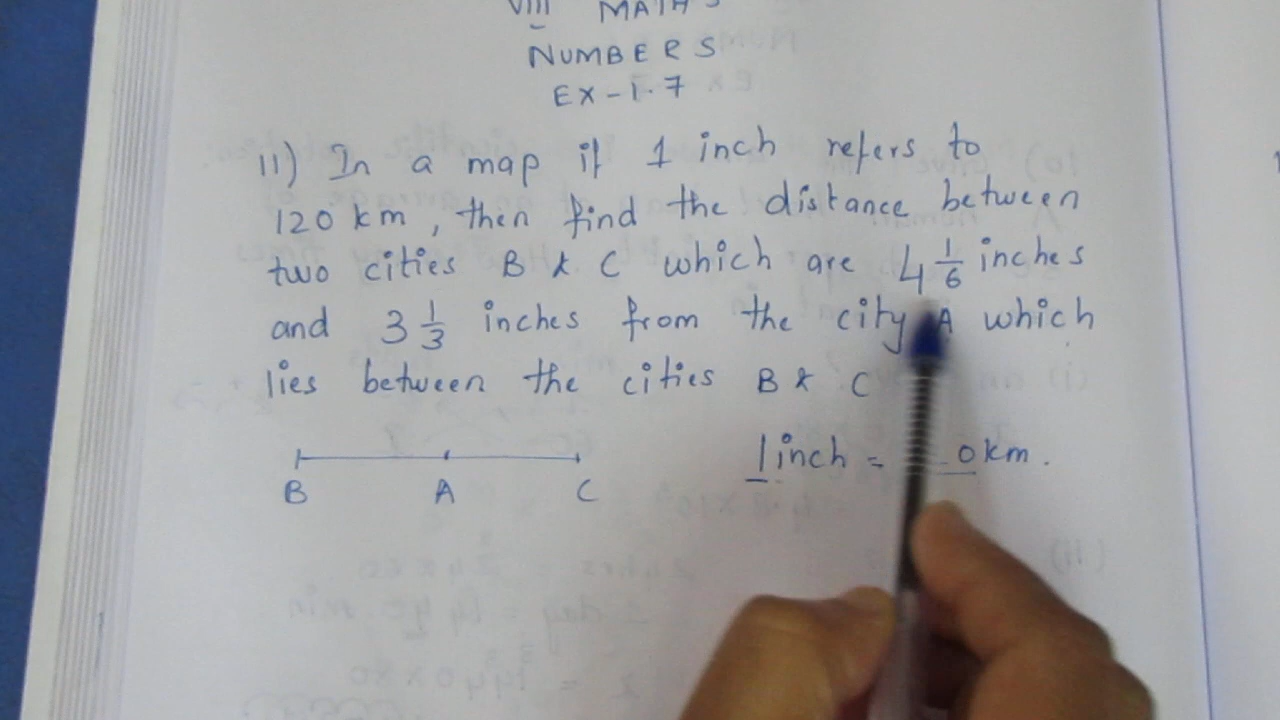 VIII MATHS
NUMBERS
EX-1.7
11) In a map if 1 inch refers to
120 km, then find the distance between
two cities B & C which are 4 1/6 inches
and 3 1/3 inches from the city A which
lies between the cities B & C
B A C
1 inch = 0 km.